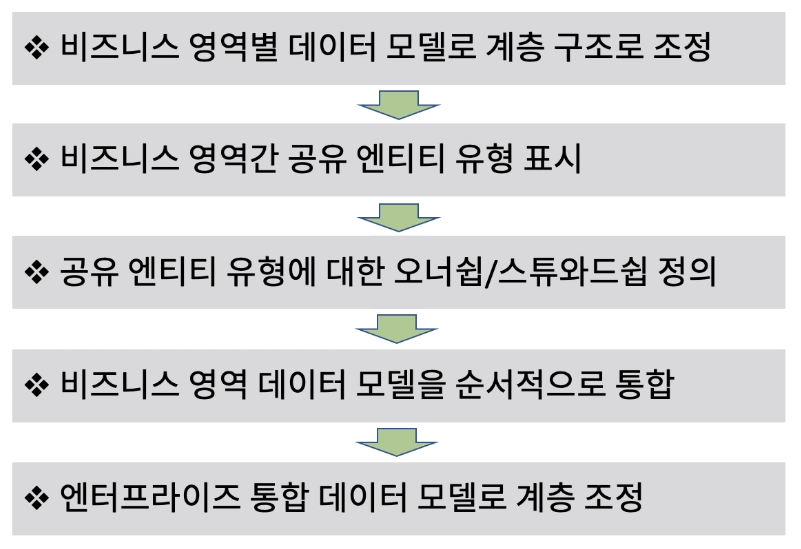 ❖ 비즈니스 영역별 데이터 모델로 계층 구조로 조정
❖ 비즈니스 영역간 공유 엔티티 유형 표시
❖ 공유 엔티티 유형에 대한 오너쉽/스튜와드쉽 정의
❖ 비즈니스 영역 데이터 모델을 순서적으로 통합
❖ 엔터프라이즈 통합 데이터 모델로 계층 조정